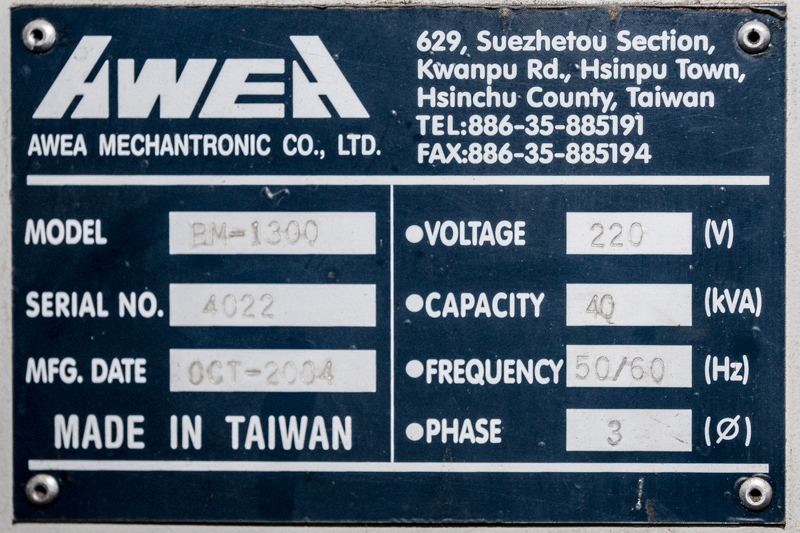 AWEA
AWEA MECHANTRONIC CO., LTD.
629, Suezhetou Section,
Kwanpu Rd., Hsinpu Town,
Hsinchu County, Taiwan
TEL:886-35-885191
FAX:886-35-885194
MODEL BM-1300
SERIAL NO. 4022
MFG. DATE OCT-2004
MADE IN TAIWAN
●VOLTAGE 220 (V)
●CAPACITY 40 (kVA)
●FREQUENCY 50/60 (Hz)
●PHASE 3 (Ø)